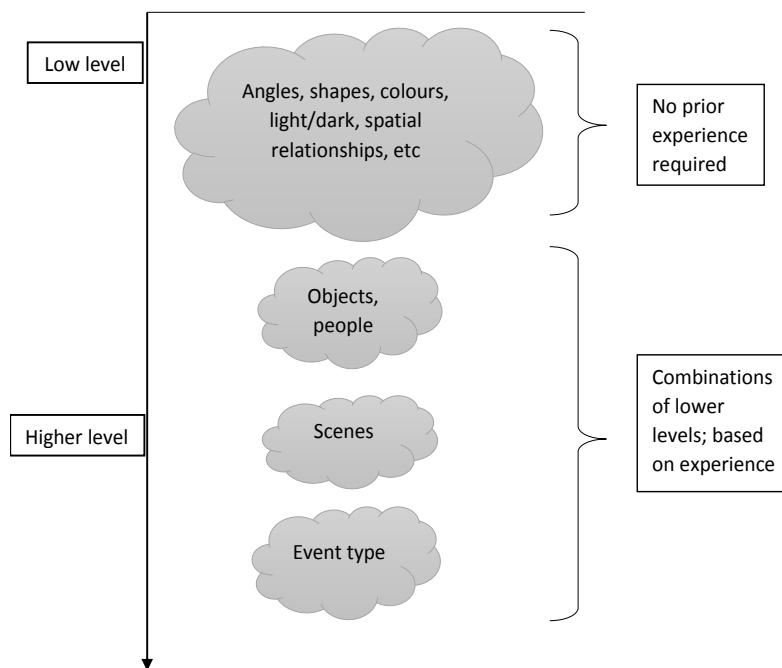 Low level
Angles, shapes, colours,
light/dark, spatial
relationships, etc
No prior
experience
required
Objects,
people
Higher level
Scenes
Combinations
of lower
levels; based
on experience
Event type